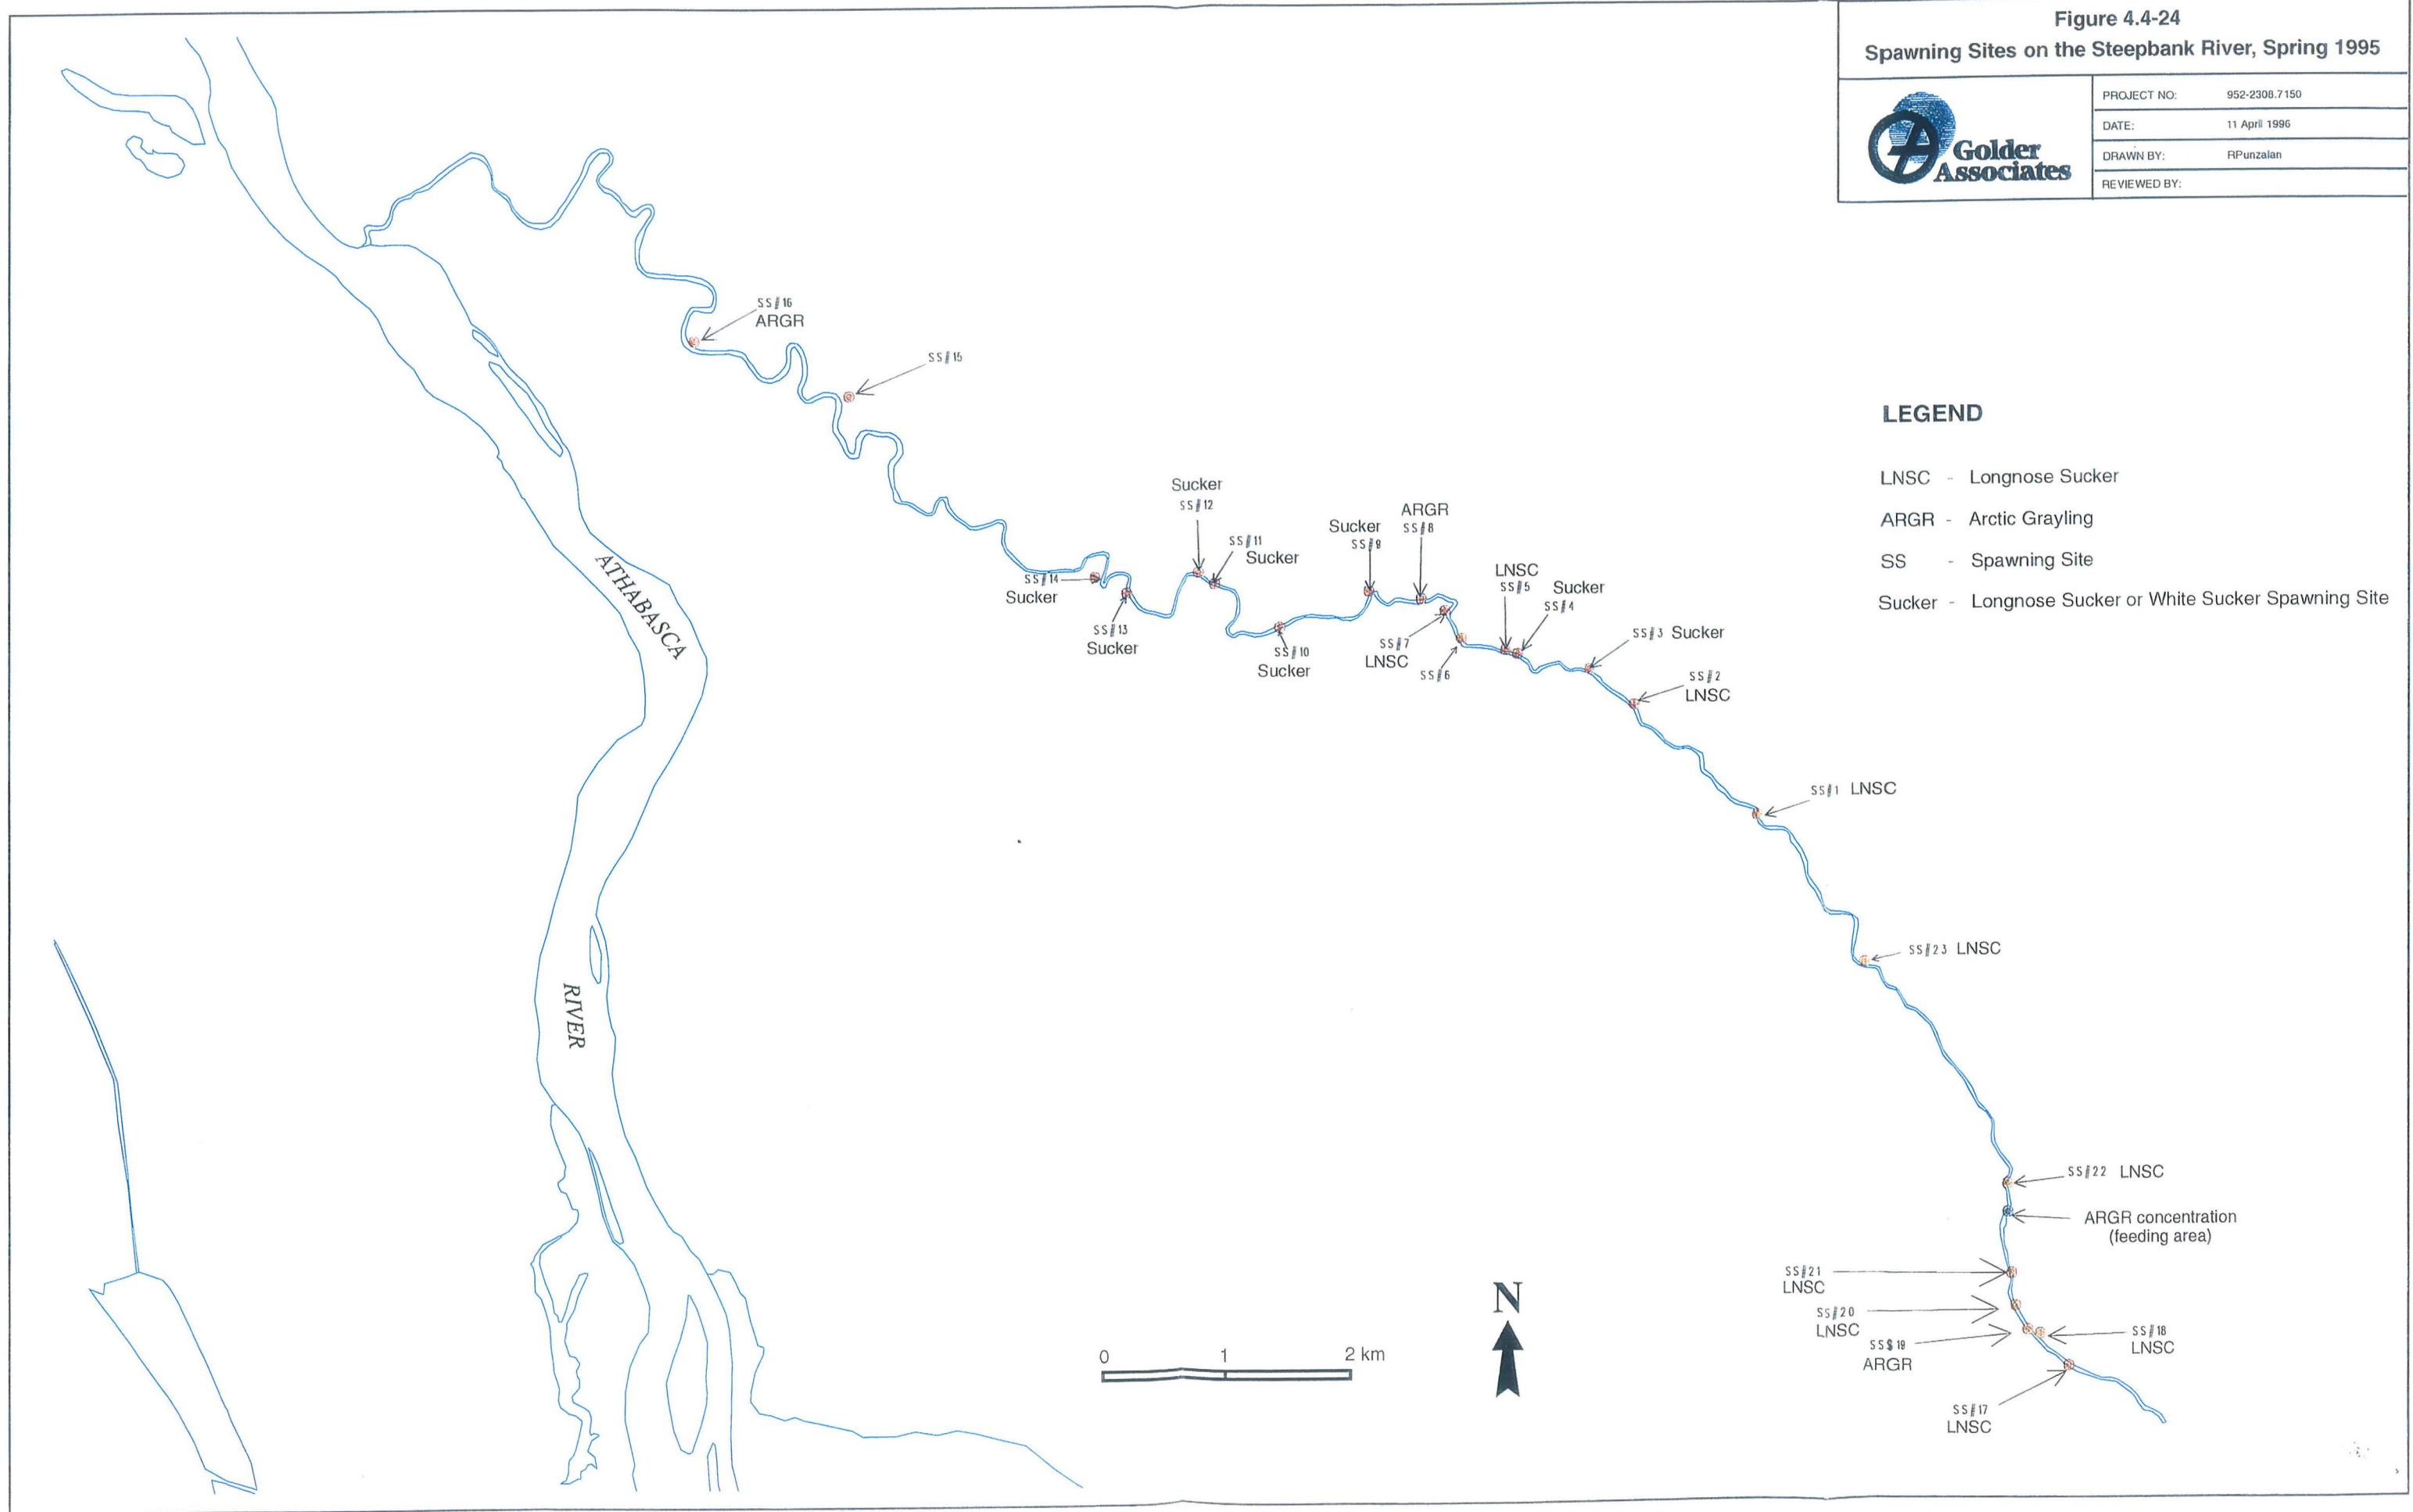 Figure 4.4-24
Spawning Sites on the Steepbank River, Spring 1995
Golder
Associates
PROJECT NO: 952-2308.7150
DATE: 11 April 1996
DRAWN BY: RPunzalan
REVIEWED BY:
SS#16
ARGR
SS#15
LEGEND
LNSC - Longnose Sucker
ARGR - Arctic Grayling
SS - Spawning Site
Sucker - Longnose Sucker or White Sucker Spawning Site
Sucker
SS#12
SS#11
Sucker
Sucker
SS#9
ARGR
SS#8
LNSC
SS#5
Sucker
SS#4
SS#14
Sucker
SS#13
Sucker
SS#10
Sucker
SS#7
LNSC
SS#6
SS#3 Sucker
SS#2
LNSC
SS#1 LNSC
SS#23 LNSC
ATHABASCA
RIVER
SS#22 LNSC
ARGR concentration
(feeding area)
SS#21
LNSC
SS#20
LNSC
SS$19
ARGR
SS#18
LNSC
SS#17
LNSC
N
0 1 2 km